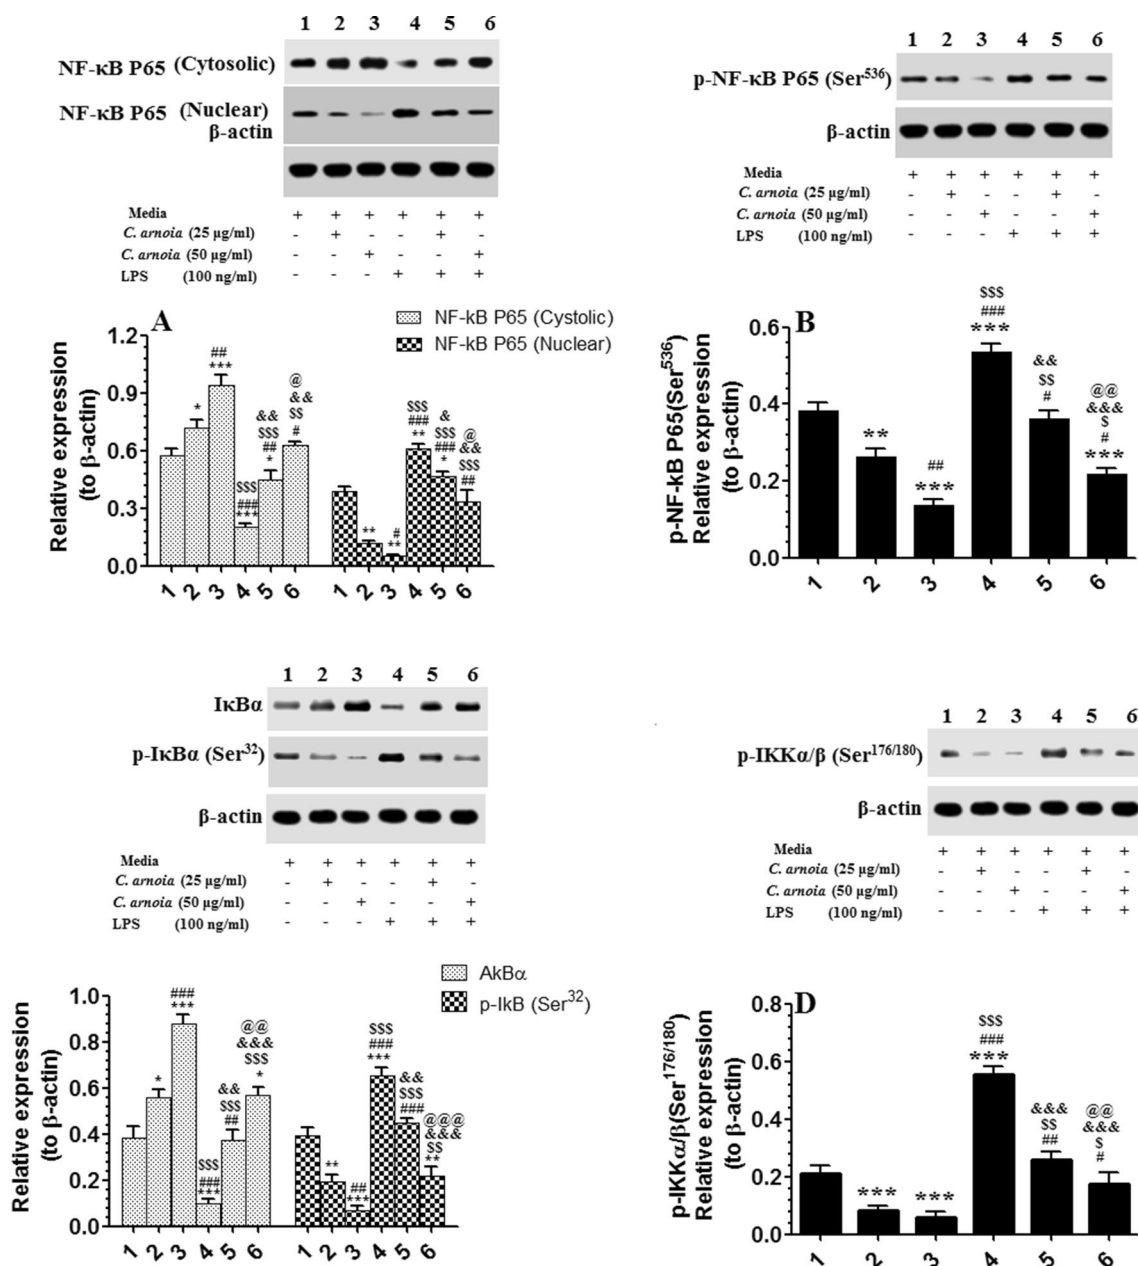 1 2 3 4 5 6
NF-κB P65 (Cytosolic)
NF-κB P65 (Nuclear)
β-actin
Media + + + + + +
C. arnoia (25 µg/ml) - + - - + -
C. arnoia (50 µg/ml) - - + - - +
LPS (100 ng/ml) - - - + + +
A
NF-kB P65 (Cystolic)
NF-kB P65 (Nuclear)
Relative expression
(to β-actin)
1.2
0.9
0.6
0.3
0.0
*
##
***
$$$
###
***
&&
$$$
##
*
@
&&
$$
#
**
#
**
$$$
###
**
&
$$$
###
*
@
&&
$$$
##
1 2 3 4 5 6 1 2 3 4 5 6
1 2 3 4 5 6
p-NF-κB P65 (Ser536)
β-actin
Media + + + + + +
C. arnoia (25 µg/ml) - + - - + -
C. arnoia (50 µg/ml) - - + - - +
LPS (100 ng/ml) - - - + + +
B
p-NF-kB P65(Ser536)
Relative expression
(to β-actin)
0.6
0.4
0.2
0.0
**
##
***
$$$
###
***
&&
$$
#
@@
&&&
$
#
***
1 2 3 4 5 6
1 2 3 4 5 6
IκBα
p-IκBα (Ser32)
β-actin
Media + + + + + +
C. arnoia (25 µg/ml) - + - - + -
C. arnoia (50 µg/ml) - - + - - +
LPS (100 ng/ml) - - - + + +
AkBα
p-IkB (Ser32)
Relative expression
(to β-actin)
1.0
0.8
0.6
0.4
0.2
0.0
*
###
***
$$$
###
***
&&
$$$
##
@@
&&&
$$$
*
**
##
***
$$$
###
***
&&
$$$
###
@@@
&&&
$$
**
1 2 3 4 5 6 1 2 3 4 5 6
1 2 3 4 5 6
p-IKKα/β (Ser176/180)
β-actin
Media + + + + + +
C. arnoia (25 µg/ml) - + - - + -
C. arnoia (50 µg/ml) - - + - - +
LPS (100 ng/ml) - - - + + +
D
p-IKKα/β(Ser176/180)
Relative expression
(to β-actin)
0.8
0.6
0.4
0.2
0.0
***
***
$$$
###
***
&&&
$$
##
@@
&&&
$
#
1 2 3 4 5 6